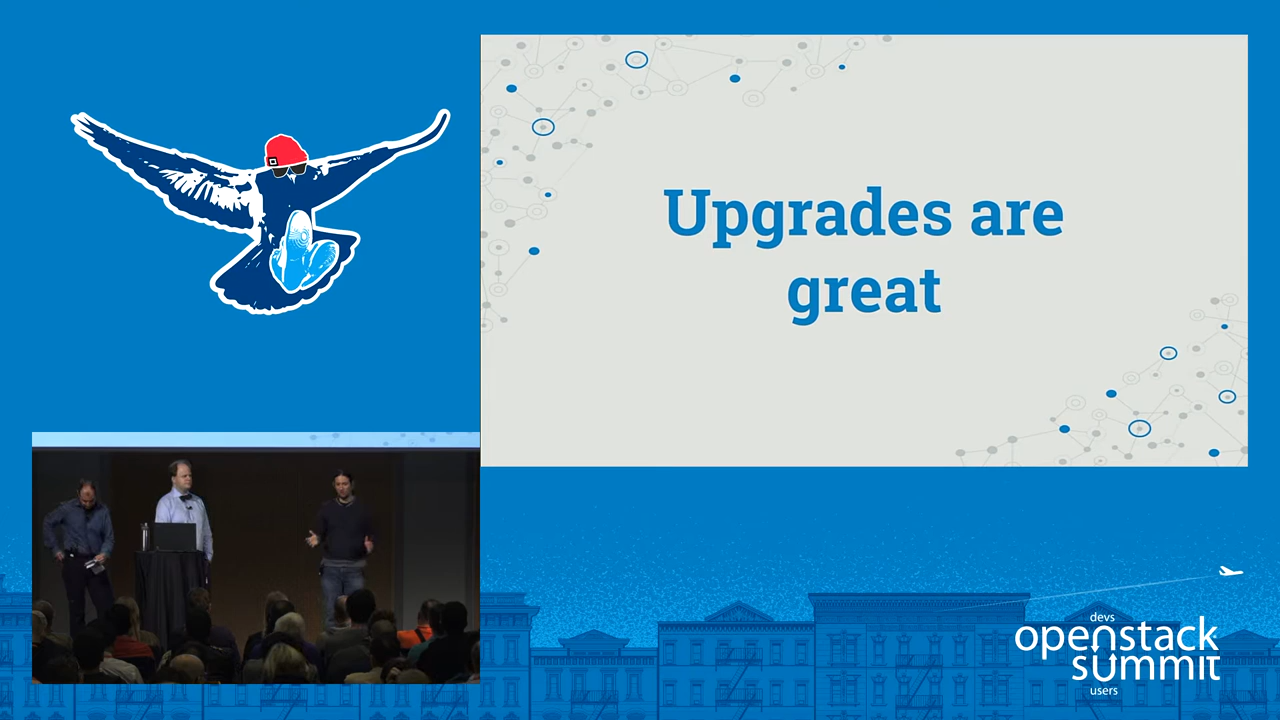 Upgrades are
great
devs
openstack
summit
users